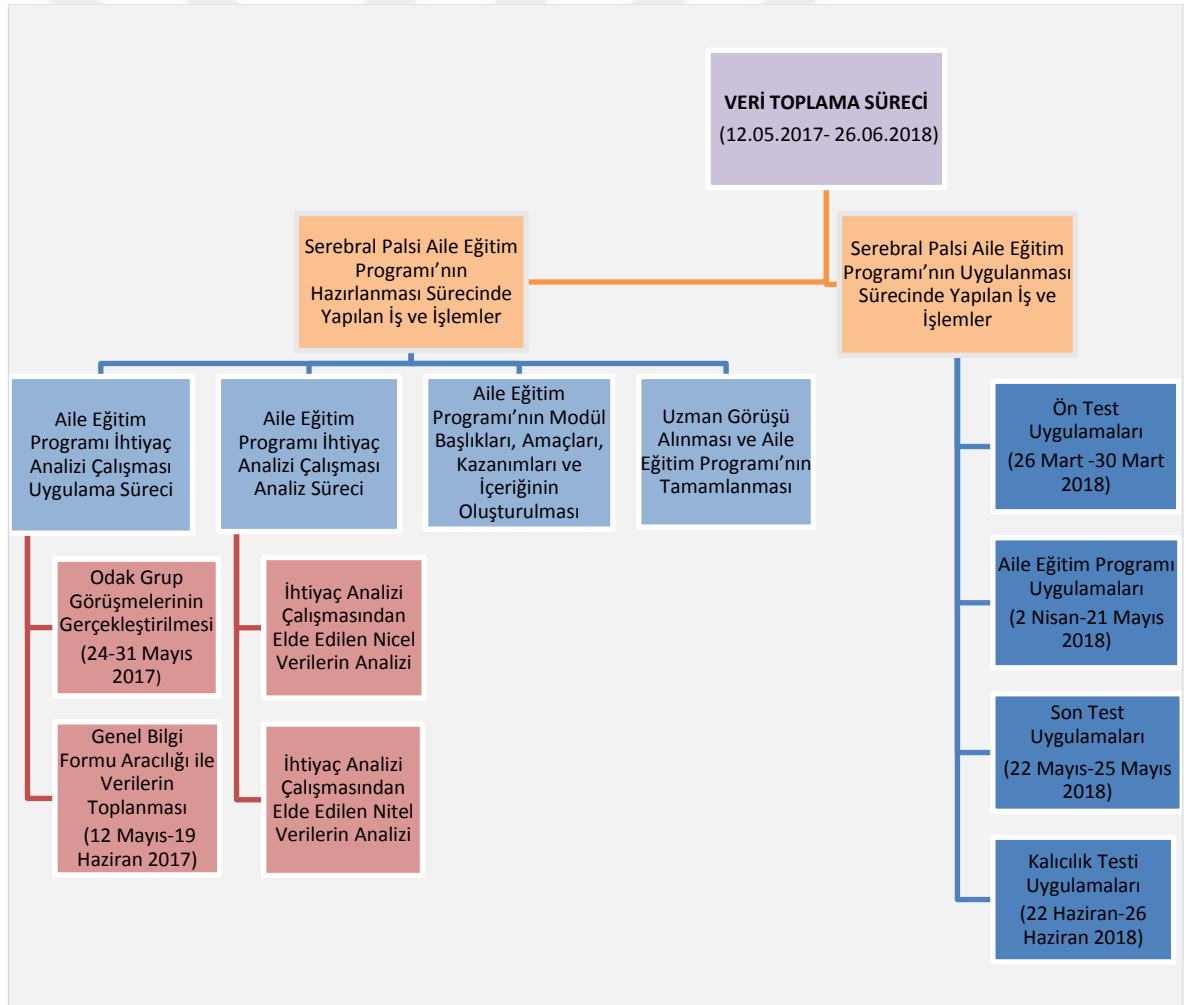 VERİ TOPLAMA SÜRECİ
(12.05.2017- 26.06.2018)
Serebral Palsi Aile Eğitim
Programı’nın
Hazırlanması Sürecinde
Yapılan İş ve İşlemler
Serebral Palsi Aile Eğitim
Programı’nın Uygulanması
Sürecinde Yapılan İş ve
İşlemler
Aile Eğitim
Programı İhtiyaç
Analizi Çalışması
Uygulama Süreci
Aile Eğitim
Programı İhtiyaç
Analizi Çalışması
Analiz Süreci
Aile Eğitim
Programı’nın Modül
Başlıkları, Amaçları,
Kazanımları ve
İçeriğinin
Oluşturulması
Uzman Görüşü
Alınması ve Aile
Eğitim Programı’nın
Tamamlanması
Odak Grup
Görüşmelerinin
Gerçekleştirilmesi
(24-31 Mayıs
2017)
Genel Bilgi
Formu Aracılığı ile
Verilerin
Toplanması
(12 Mayıs-19
Haziran 2017)
İhtiyaç Analizi
Çalışmasından
Elde Edilen Nicel
Verilerin Analizi
İhtiyaç Analizi
Çalışmasından
Elde Edilen Nitel
Verilerin Analizi
Ön Test
Uygulamaları
(26 Mart -30 Mart
2018)
Aile Eğitim Programı
Uygulamaları
(2 Nisan-21 Mayıs
2018)
Son Test
Uygulamaları
(22 Mayıs-25 Mayıs
2018)
Kalıcılık Testi
Uygulamaları
(22 Haziran-26
Haziran 2018)